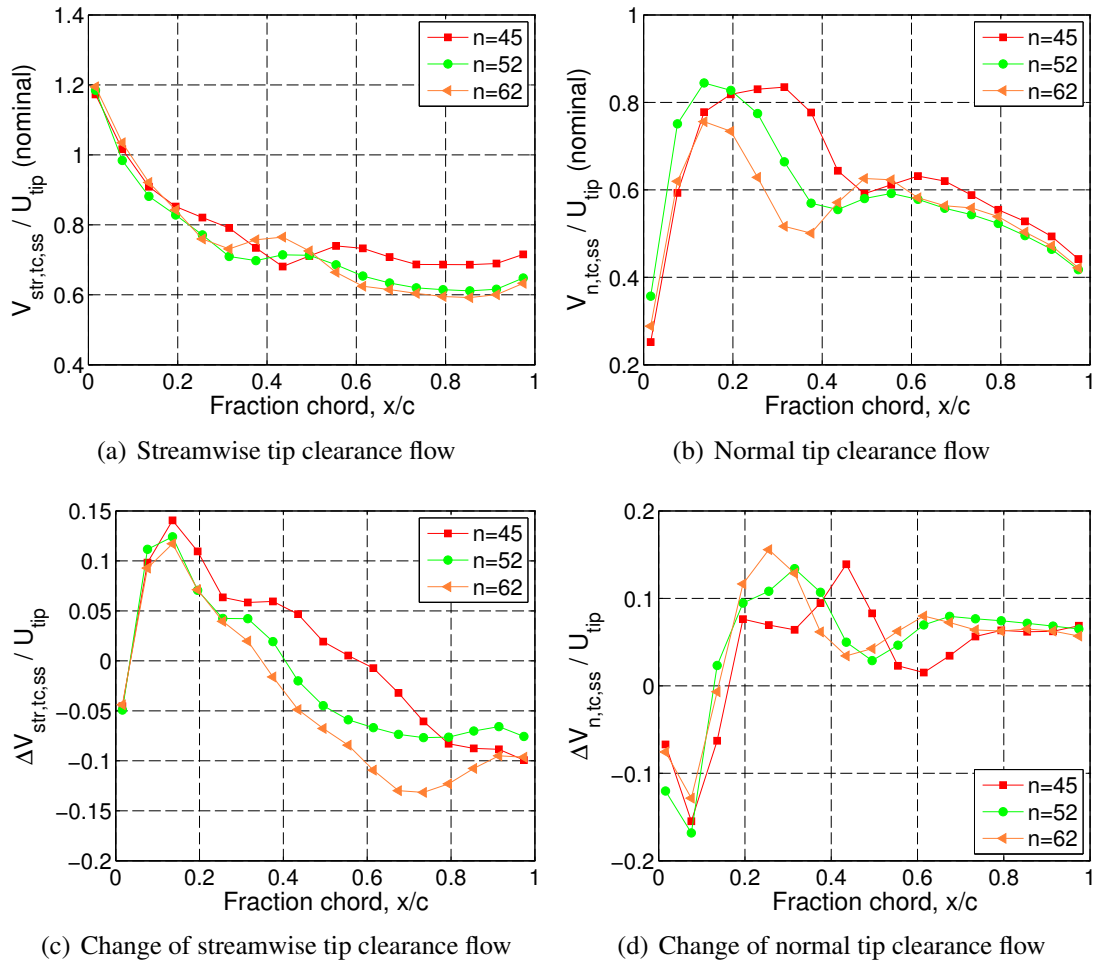 V_str,tc,ss / U_tip (nominal)
1.4
1.2
1
0.8
0.6
0.4
0 0.2 0.4 0.6 0.8 1
Fraction chord, x/c
n=45
n=52
n=62
(a) Streamwise tip clearance flow
V_n,tc,ss / U_tip (nominal)
1
0.8
0.6
0.4
0.2
0 0.2 0.4 0.6 0.8 1
Fraction chord, x/c
n=45
n=52
n=62
(b) Normal tip clearance flow
ΔV_str,tc,ss / U_tip
0.15
0.1
0.05
0
−0.05
−0.1
−0.15
−0.2
0 0.2 0.4 0.6 0.8 1
Fraction chord, x/c
n=45
n=52
n=62
(c) Change of streamwise tip clearance flow
ΔV_n,tc,ss / U_tip
0.2
0.1
0
−0.1
−0.2
0 0.2 0.4 0.6 0.8 1
Fraction chord, x/c
n=45
n=52
n=62
(d) Change of normal tip clearance flow